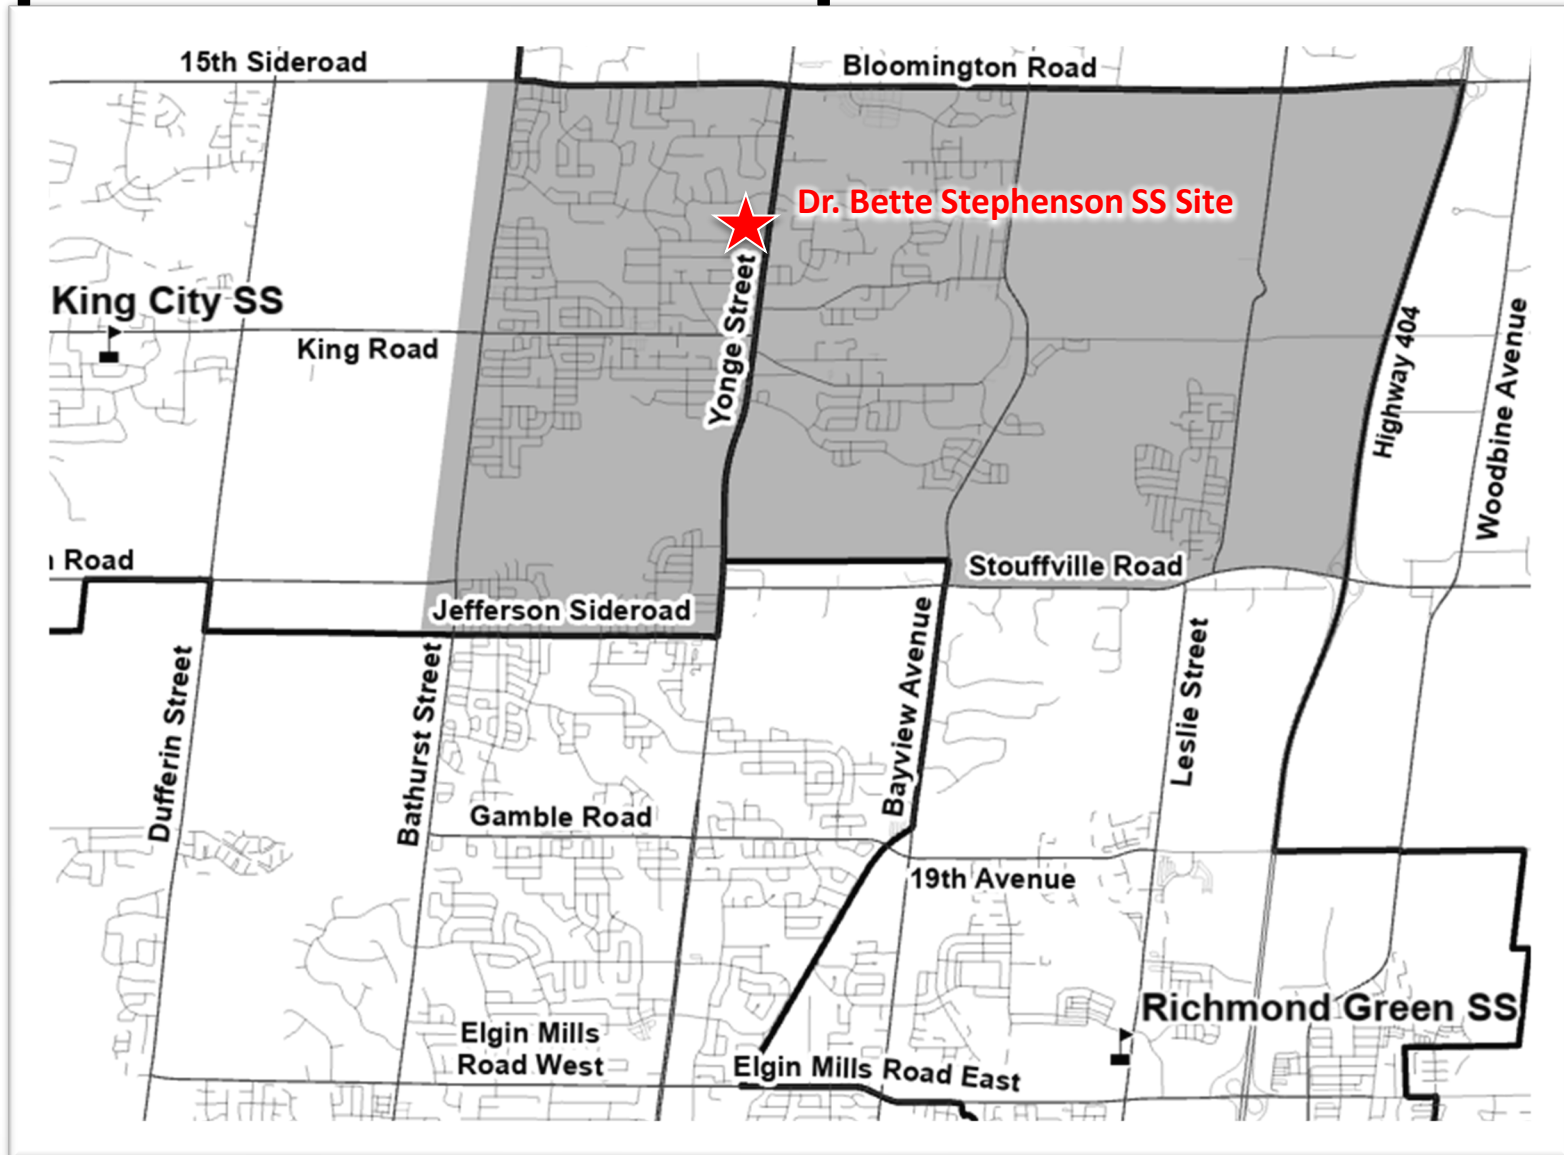 15th Sideroad
Bloomington Road
Dr. Bette Stephenson SS Site
King City SS
King Road
Yonge Street
Highway 404
Woodbine Avenue
Road
Stouffville Road
Jefferson Sideroad
Dufferin Street
Bathurst Street
Bayview Avenue
Leslie Street
Gamble Road
19th Avenue
Richmond Green SS
Elgin Mills
Road West
Elgin Mills Road East